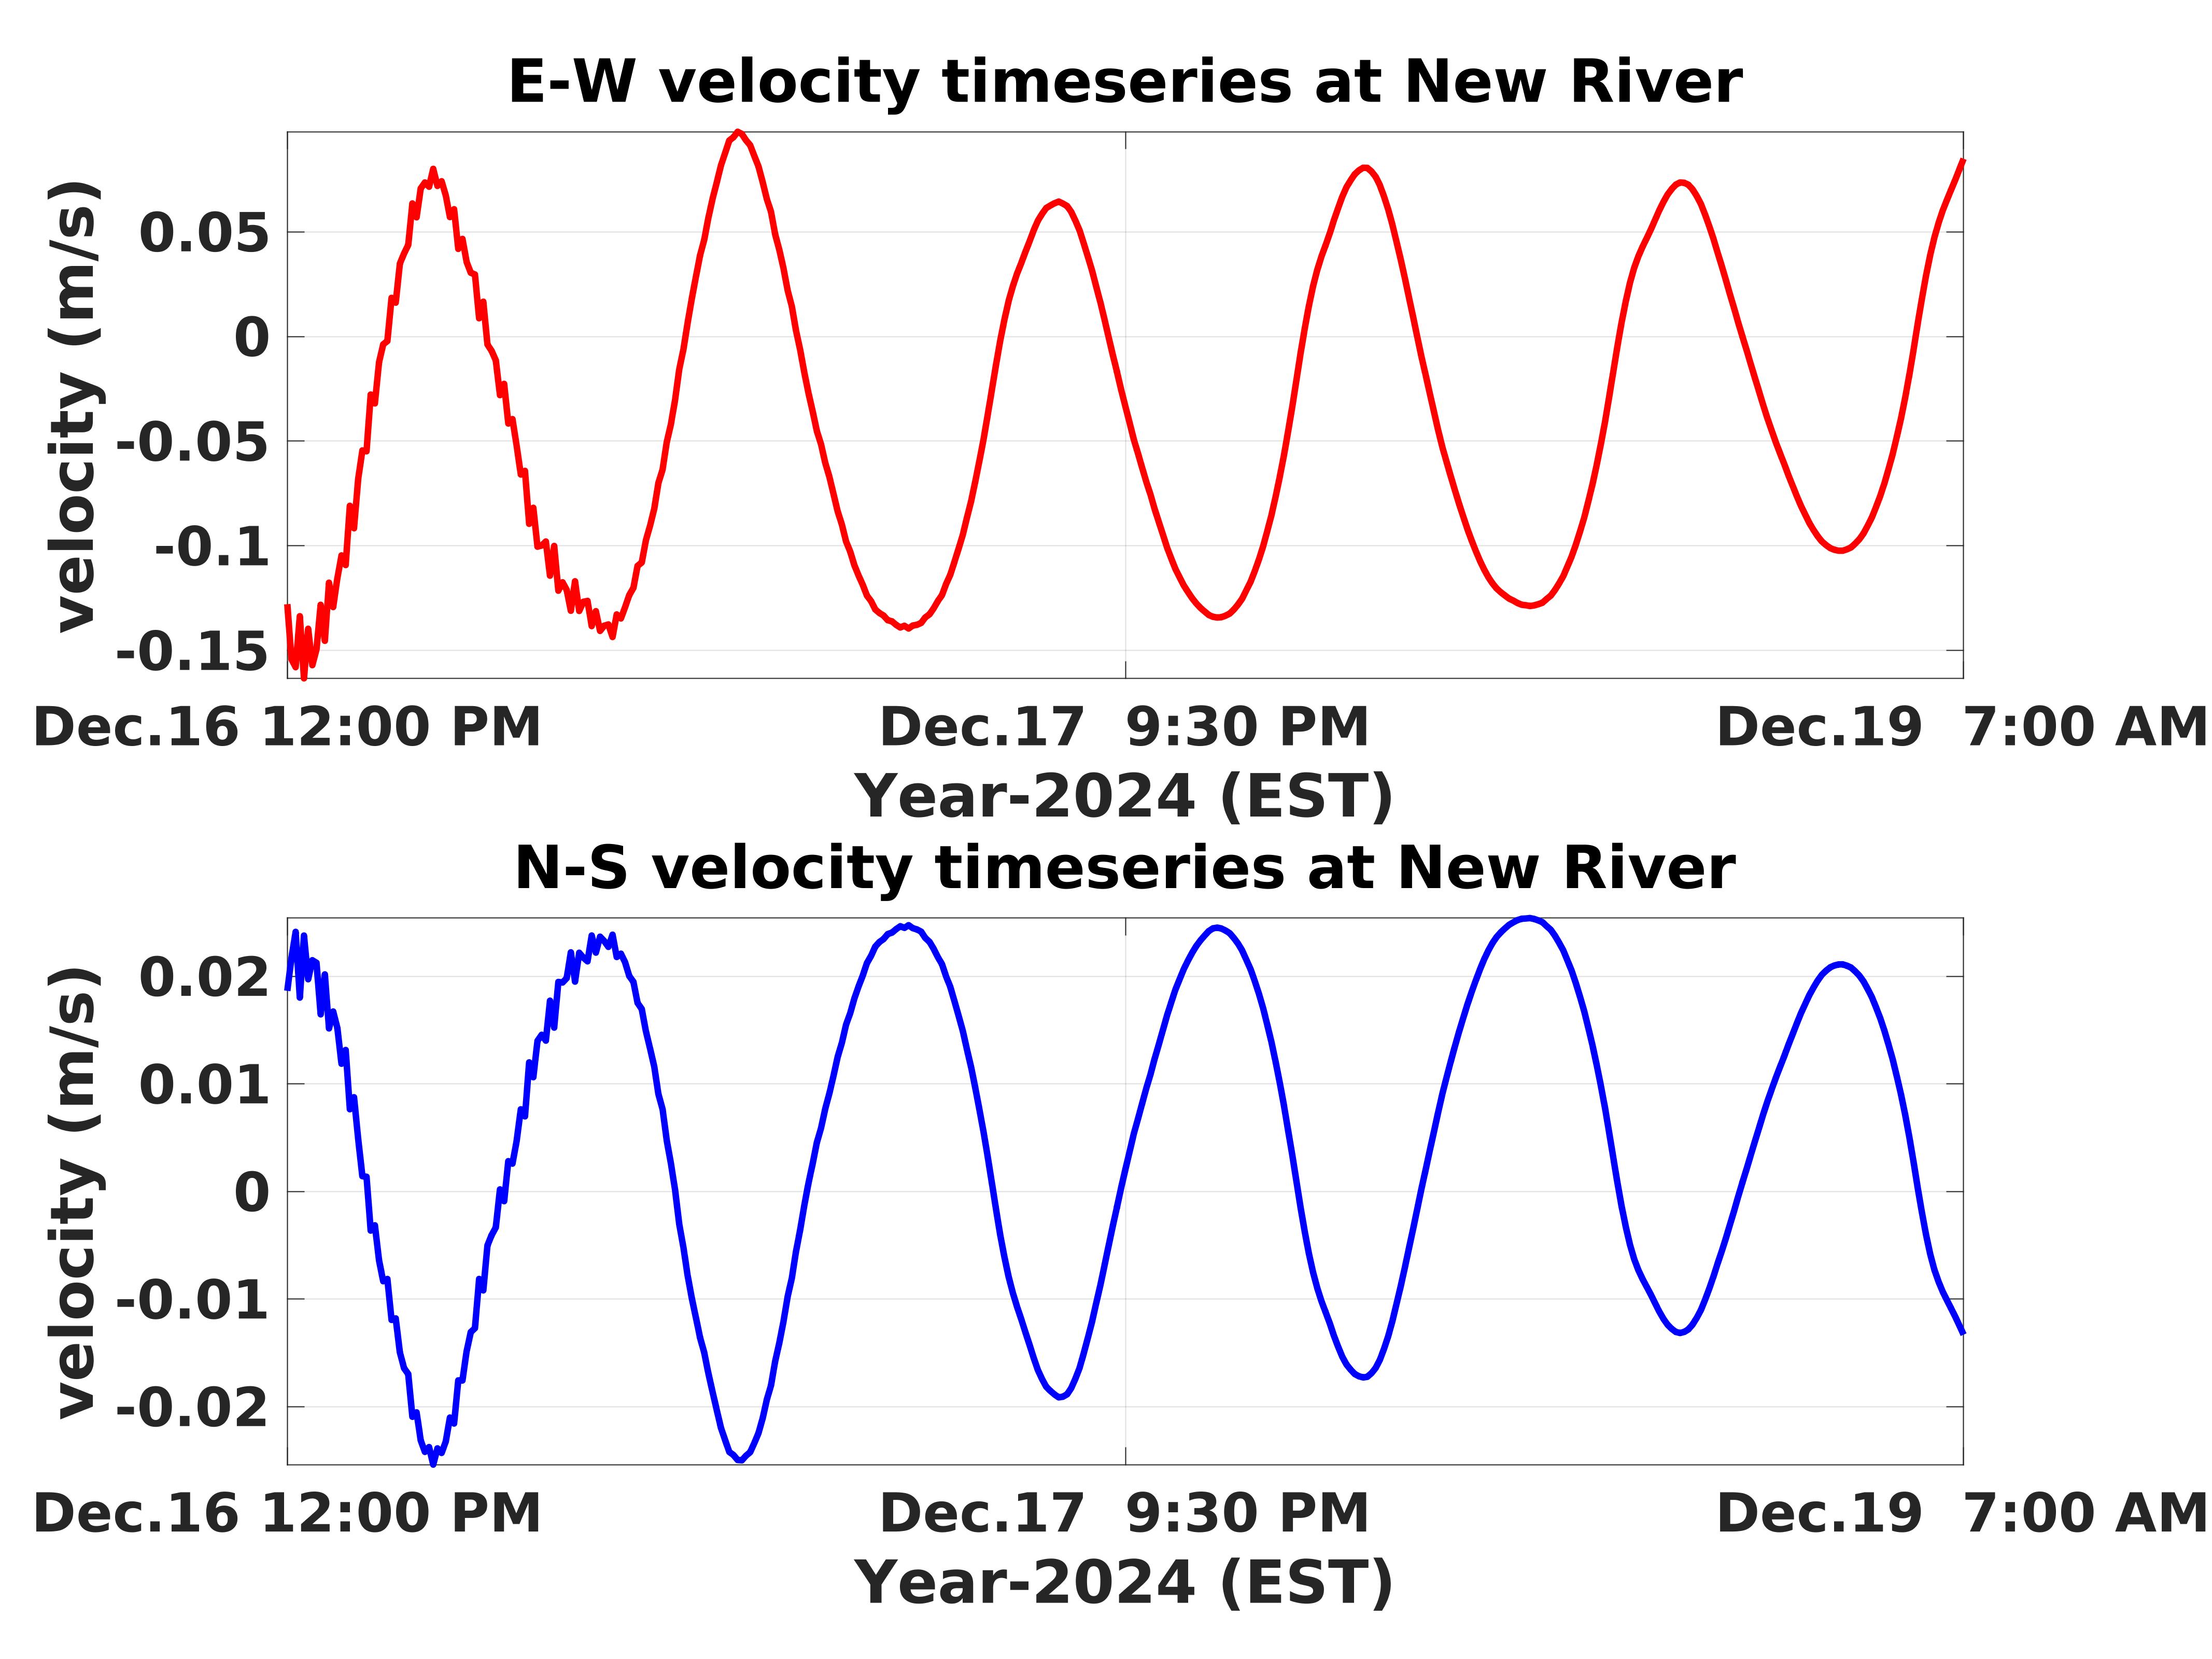 E-W velocity timeseries at New River
velocity (m/s)
0.05
0
-0.05
-0.1
-0.15
Dec.16 12:00 PM
Dec.17  9:30 PM
Dec.19  7:00 AM
Year-2024 (EST)
N-S velocity timeseries at New River
velocity (m/s)
0.02
0.01
0
-0.01
-0.02
Dec.16 12:00 PM
Dec.17  9:30 PM
Dec.19  7:00 AM
Year-2024 (EST)